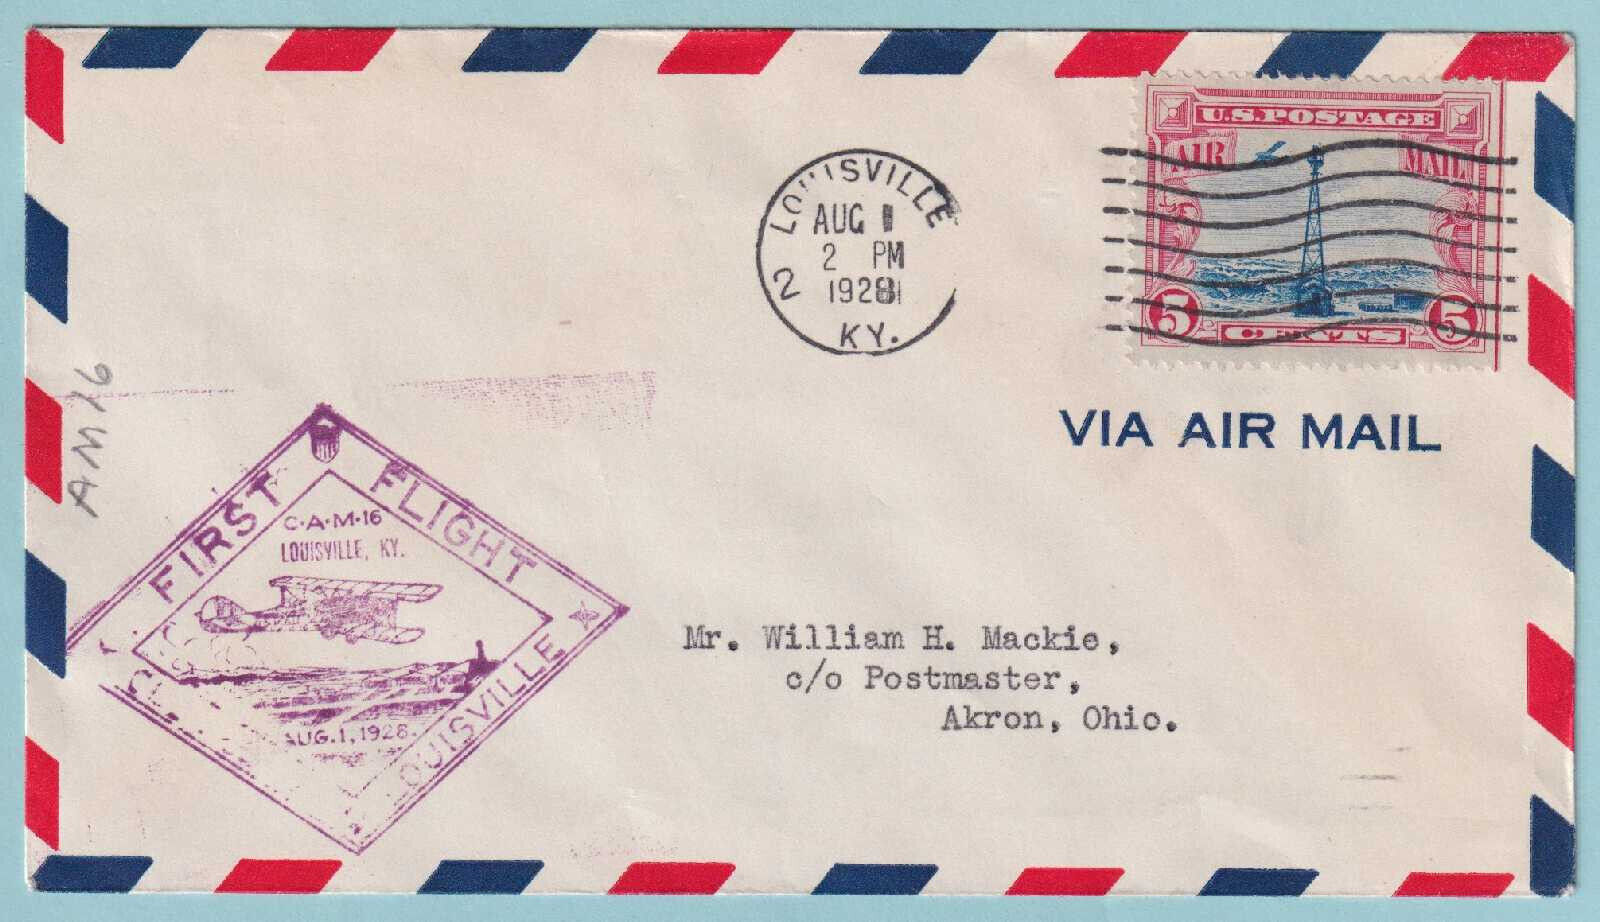 U.S.POSTAGE
AIR MAIL
5 CENTS 5
LOUISVILLE
AUG 1
2 PM
1928
2
KY.
VIA AIR MAIL
AM16
FIRST FLIGHT
C·A·M·16
LOUISVILLE, KY.
AUG.1,1928.
LOUISVILLE
Mr. William H. Mackie,
c/o Postmaster,
Akron, Ohio.